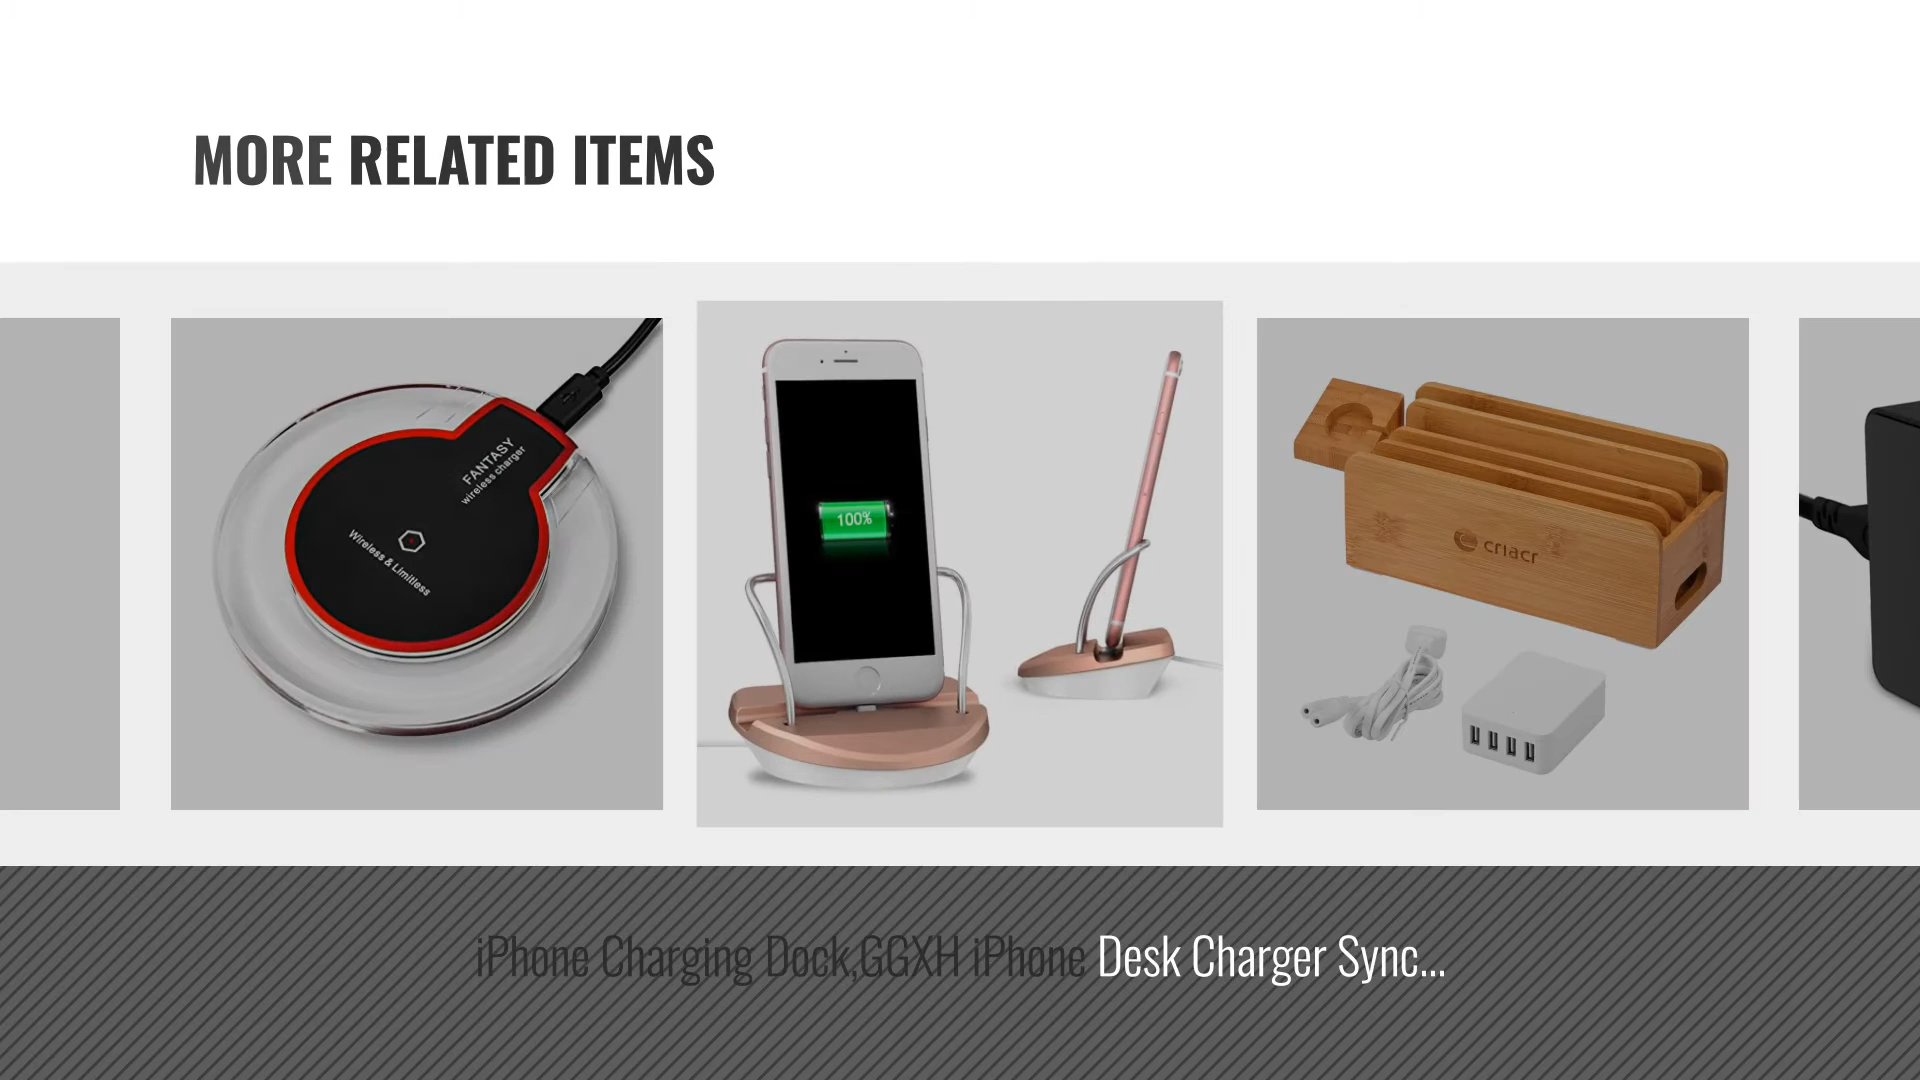 MORE RELATED ITEMS
FANTASY
wireless charger
Wireless & Limitless
100%
criacr
iPhone Charging Dock,GGXH iPhone Desk Charger Sync...